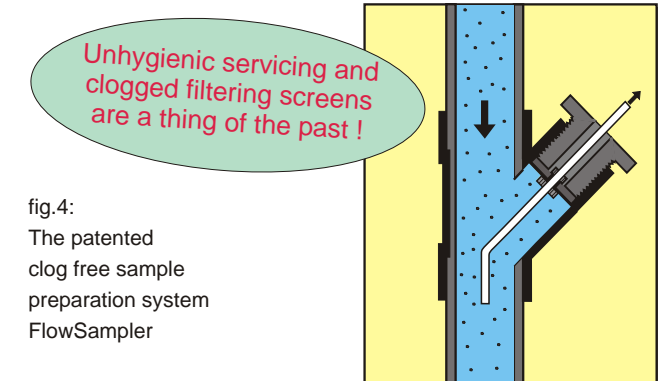 Unhygienic servicing and
clogged filtering screens
are a thing of the past !
fig.4:
The patented
clog free sample
preparation system
FlowSampler